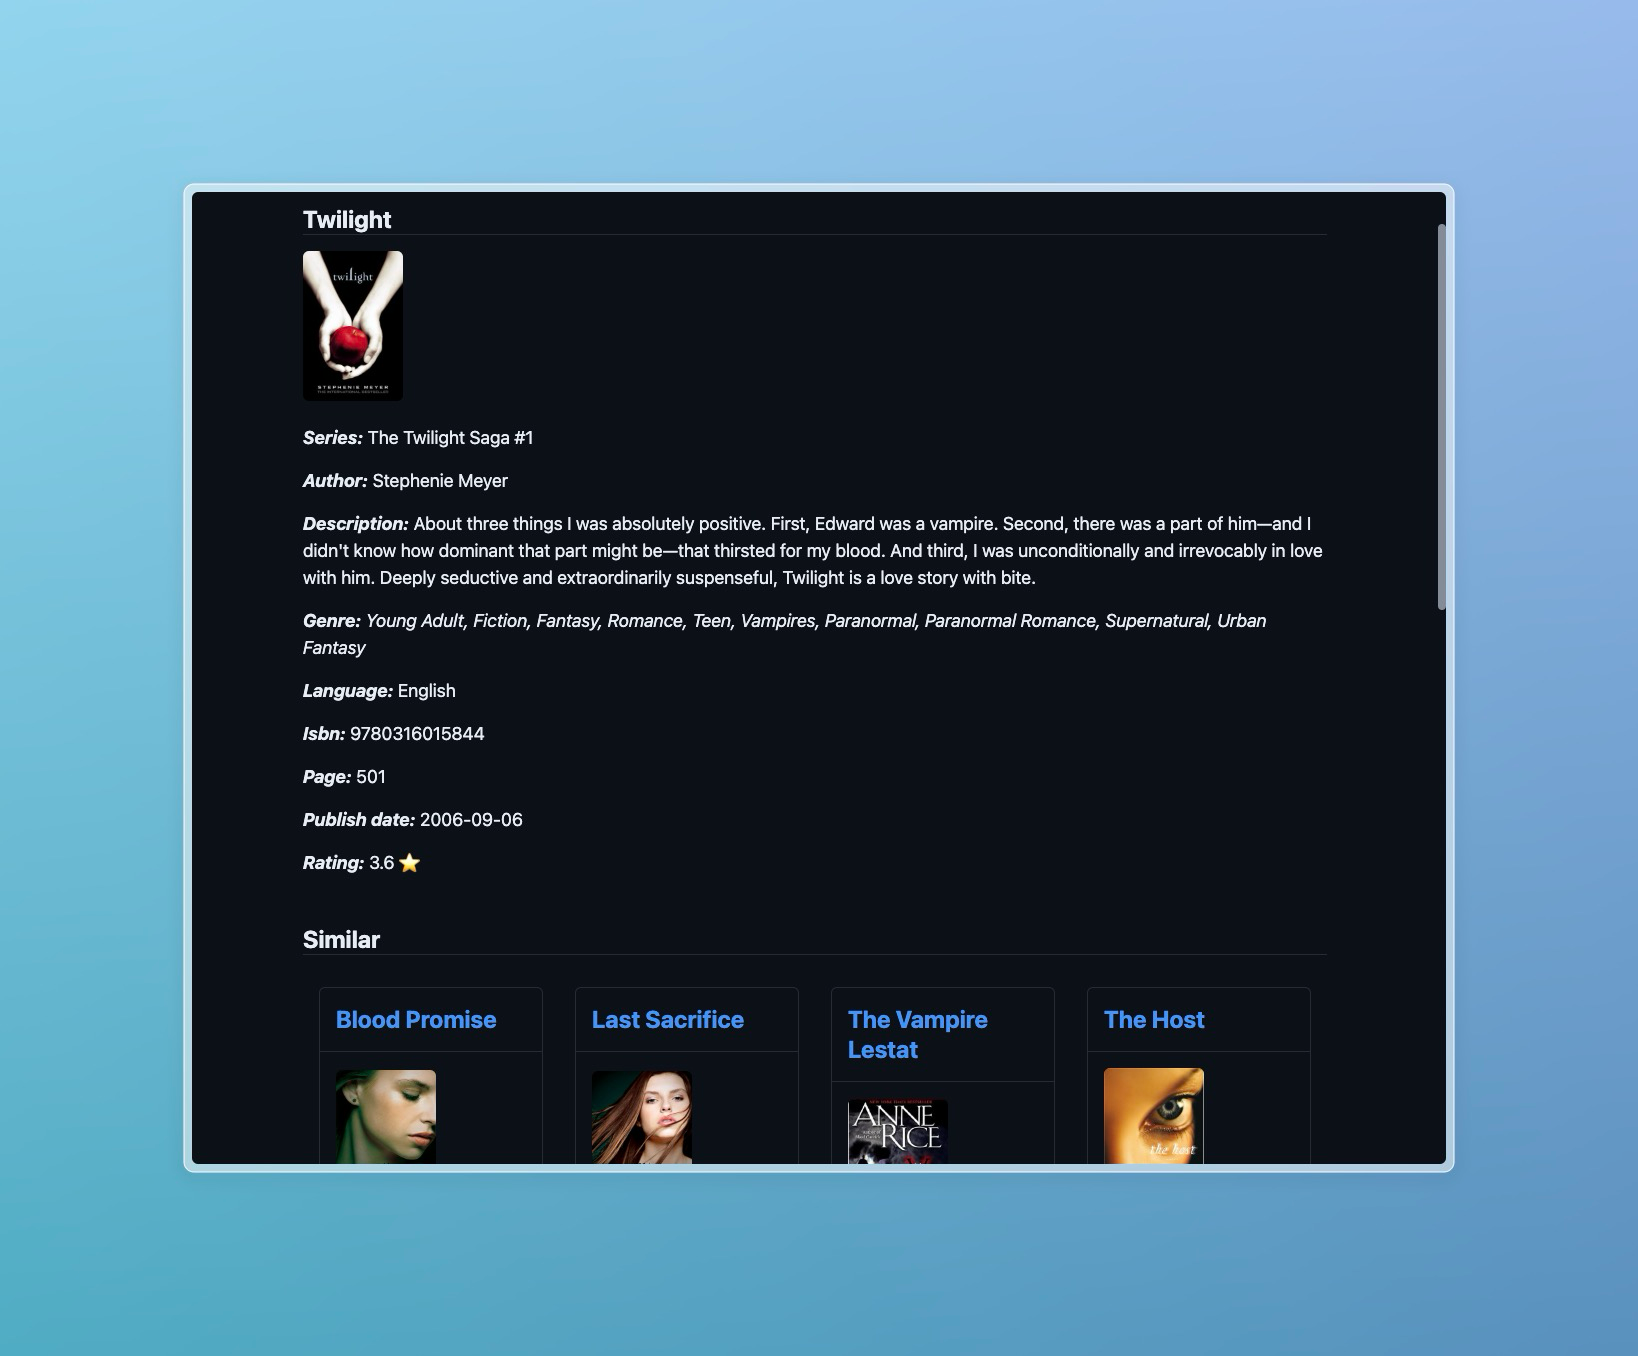 Twilight
twilight
STEPHENIE MEYER
THE INTERNATIONAL BESTSELLER
Series: The Twilight Saga #1
Author: Stephenie Meyer
Description: About three things I was absolutely positive. First, Edward was a vampire. Second, there was a part of him—and I
didn't know how dominant that part might be—that thirsted for my blood. And third, I was unconditionally and irrevocably in love
with him. Deeply seductive and extraordinarily suspenseful, Twilight is a love story with bite.
Genre: Young Adult, Fiction, Fantasy, Romance, Teen, Vampires, Paranormal, Paranormal Romance, Supernatural, Urban
Fantasy
Language: English
Isbn: 9780316015844
Page: 501
Publish date: 2006-09-06
Rating: 3.6 ⭐
Similar
Blood Promise
Last Sacrifice
The Vampire
Lestat
The Host
ANNE
RICE
the host